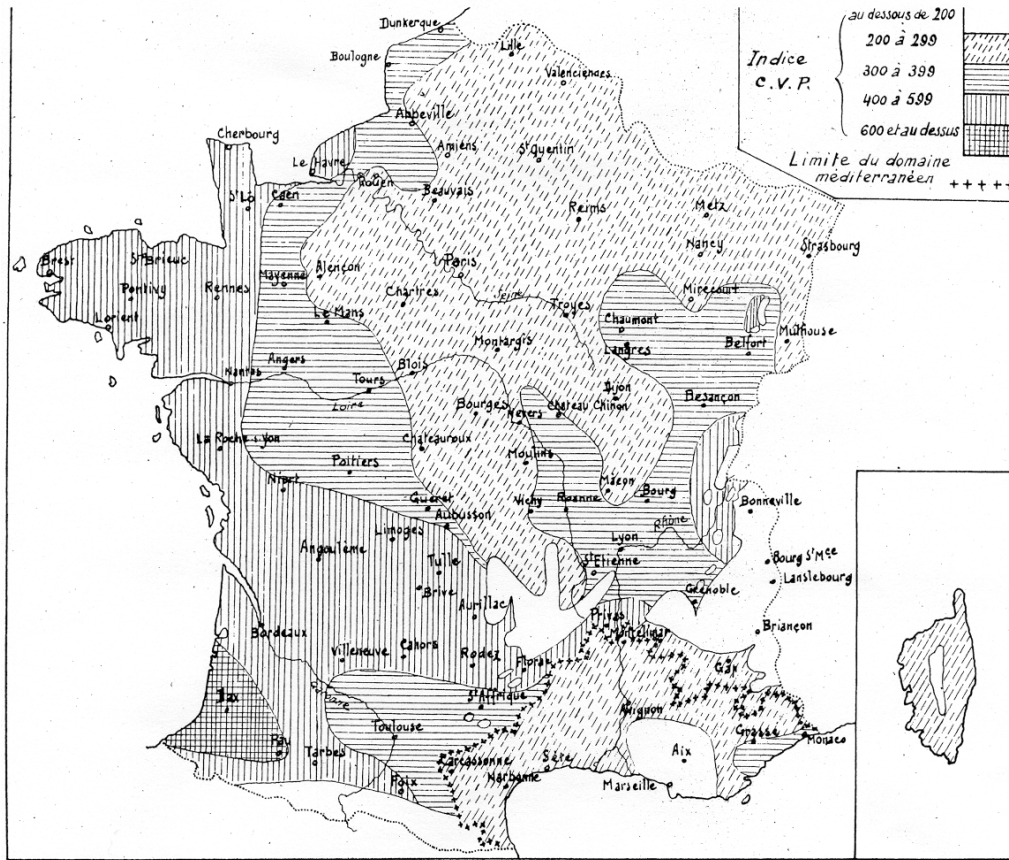 au dessous de 200
200 à 299
Indice
C.V.P.
300 à 399
400 à 599
600 et au dessus
Limite du domaine
méditerranéen +++++
Dunkerque
Lille
Boulogne
Valenciennes
Abbeville
Cherbourg
Amiens
St Quentin
Le Havre
Rouen
Beauvais
St Lô
Caen
Reims
Metz
Nancy
Strasbourg
Brest
St Brieuc
Mayenne
Alençon
Paris
Pontivy
Rennes
Chartres
Seine
Troyes
Mirecourt
Lorient
Le Mans
Chaumont
Mulhouse
Montargis
Langres
Belfort
Angers
Blois
Nantes
Tours
Loire
Dijon
Besançon
Bourges
Nevers
Chateau Chinon
La Roche s. Yon
Chateauroux
Moulins
Poitiers
Niort
Mâcon
Bourg
Guéret
Vichy
Roanne
Bonneville
Aubusson
Rhône
Limoges
Lyon
Angoulême
Tulle
St Etienne
Bourg St Mce
Lanslebourg
Brive
Aurillac
Grenoble
Privas
Bordeaux
Montélimar
Briançon
Villeneuve
Cahors
Rodez
Florac
Gap
Dax
Garonne
St Affrique
Avignon
Toulouse
Grasse
Monaco
Pau
Tarbes
Carcassonne
Sète
Aix
Foix
Narbonne
Marseille